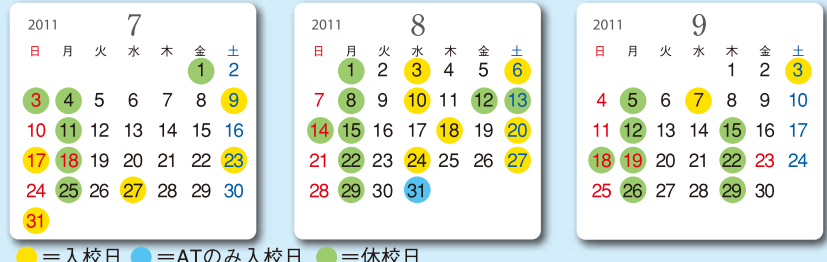 2011 7
日 月 火 水 木 金 土
1 2
3 4 5 6 7 8 9
10 11 12 13 14 15 16
17 18 19 20 21 22 23
24 25 26 27 28 29 30
31
2011 8
日 月 火 水 木 金 土
1 2 3 4 5 6
7 8 9 10 11 12 13
14 15 16 17 18 19 20
21 22 23 24 25 26 27
28 29 30 31
2011 9
日 月 火 水 木 金 土
1 2 3
4 5 6 7 8 9 10
11 12 13 14 15 16 17
18 19 20 21 22 23 24
25 26 27 28 29 30
=入校日 =ATのみ入校日 =休校日